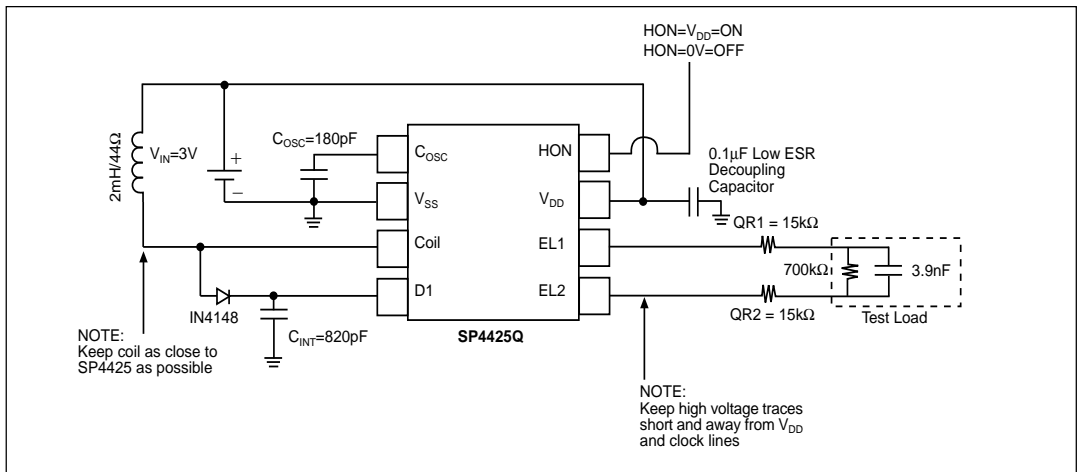 HON=VDD=ON
HON=0V=OFF
2mH/44Ω
VIN=3V
+
–
COSC=180pF
COSC
HON
0.1µF Low ESR
Decoupling
Capacitor
VSS
VDD
QR1 = 15kΩ
Coil
EL1
700kΩ
3.9nF
D1
EL2
IN4148
QR2 = 15kΩ
Test Load
CINT=820pF
SP4425Q
NOTE:
Keep coil as close to
SP4425 as possible
NOTE:
Keep high voltage traces
short and away from VDD
and clock lines